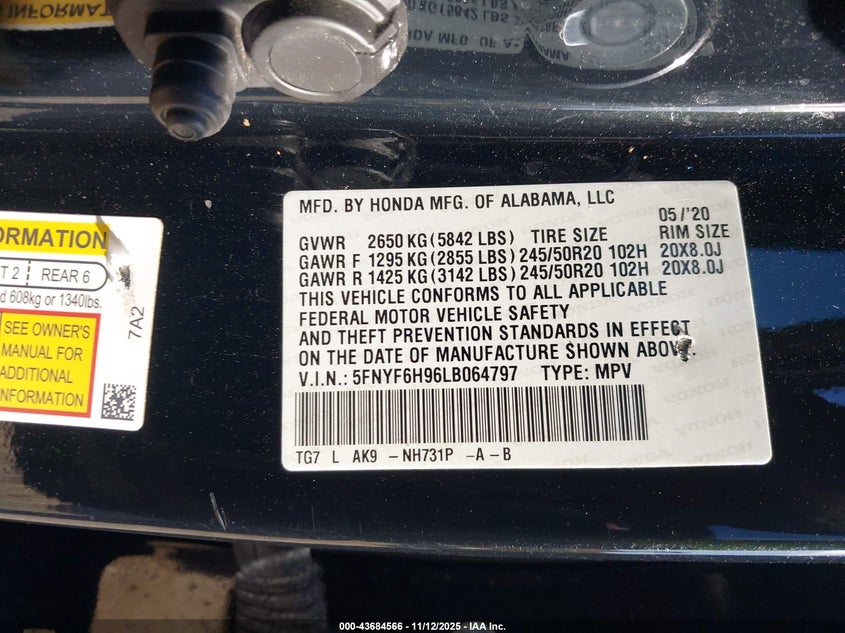 E INFORMATION
MFD. BY HONDA MFG. OF ALABAMA, LLC
05/'20
GVWR 2650 KG (5842 LBS) TIRE SIZE RIM SIZE
GAWR F 1295 KG (2855 LBS) 245/50R20 102H 20X8.0J
GAWR R 1425 KG (3142 LBS) 245/50R20 102H 20X8.0J
THIS VEHICLE CONFORMS TO ALL APPLICABLE
FEDERAL MOTOR VEHICLE SAFETY
AND THEFT PREVENTION STANDARDS IN EFFECT
ON THE DATE OF MANUFACTURE SHOWN ABOVE.
V.I.N.: 5FNYF6H96LB064797 TYPE: MPV
TG7 L AK9 -NH731P -A-B
ORMATION
T 2 REAR 6
d 608kg or 1340lbs.
SEE OWNER'S
MANUAL FOR
ADDITIONAL
INFORMATION
7A2
000-43684566 - 11/12/2025 - IAA Inc.